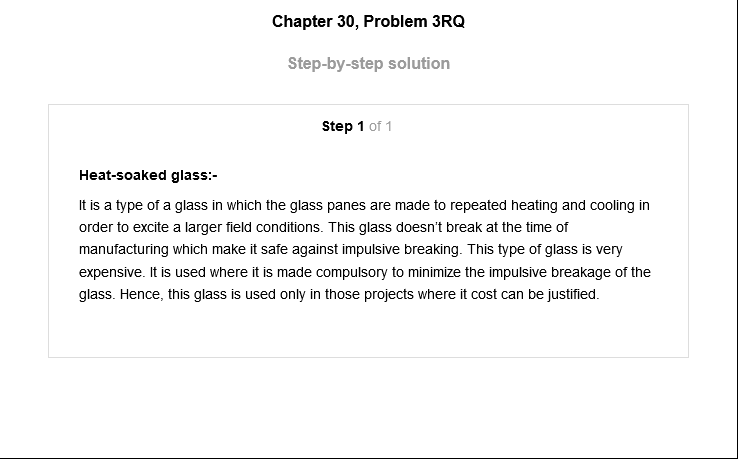 Chapter 30, Problem 3RQ
Step-by-step solution
Step 1 of 1
Heat-soaked glass:-
It is a type of a glass in which the glass panes are made to repeated heating and cooling in
order to excite a larger field conditions. This glass doesn't break at the time of
manufacturing which make it safe against impulsive breaking. This type of glass is very
expensive. It is used where it is made compulsory to minimize the impulsive breakage of the
glass. Hence, this glass is used only in those projects where it cost can be justified.